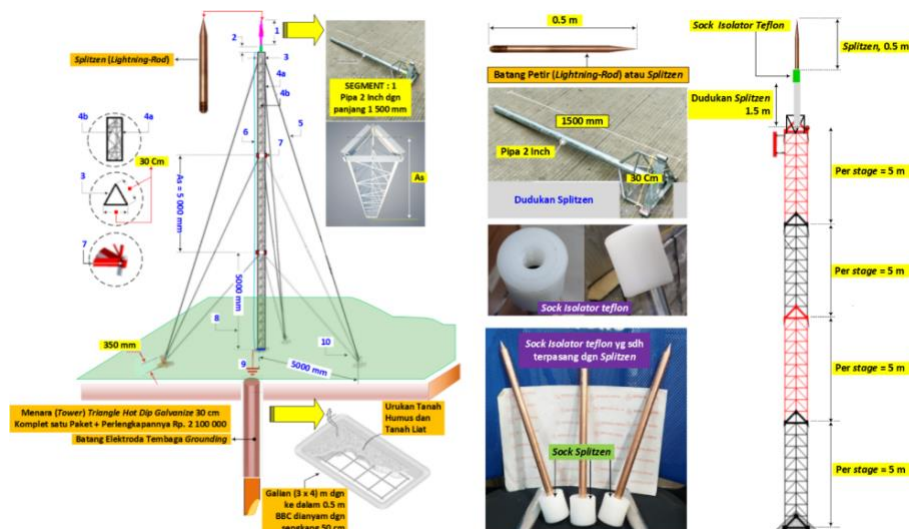 Splitzen (Lightning-Rod)
1
2
3
4a
4b
5
6
7
SEGMENT : 1
Pipa 2 Inch dgn
panjang 1 500 mm
As
4b
4a
30 Cm
3
7
As = 5 000 mm
5000 mm
8
350 mm
9
10
5000 mm
Menara (Tower) Triangle Hot Dip Galvanize 30 cm
Komplet satu Paket + Perlengkapannya Rp. 2 100 000
Batang Elektroda Tembaga Grounding
Urukan Tanah
Humus dan
Tanah Liat
Galian (3 x 4) m dgn
ke dalam 0.5 m
BBC dianyam dgn
sengkang 50 cm
0.5 m
Batang Petir (Lightning-Rod) atau Splitzen
1500 mm
Pipa 2 Inch
30 Cm
Dudukan Splitzen
Sock Isolator teflon
Sock Isolator teflon yg sdh
terpasang dgn Splitzen
Sock Splitzen
Sock Isolator Teflon
Splitzen, 0.5 m
Dudukan Splitzen
1.5 m
Per stage = 5 m
Per stage = 5 m
Per stage = 5 m
Per stage = 5 m